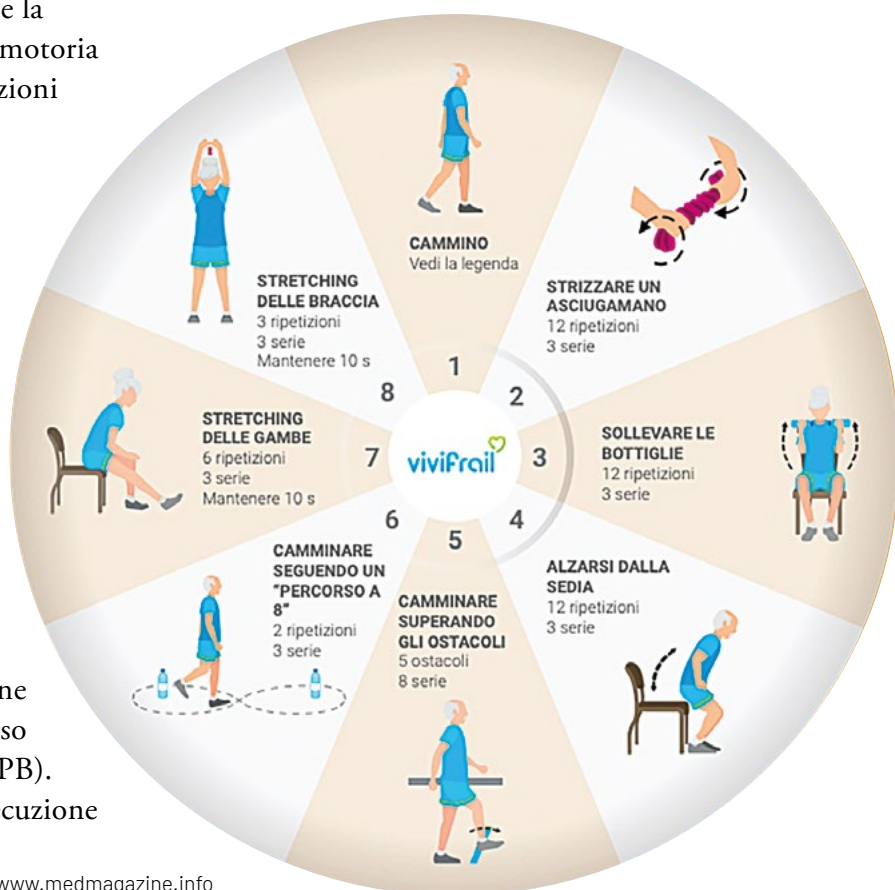 e la
motoria
zioni
CAMMINO
Vedi la legenda
1
STRIZZARE UN
ASCIUGAMANO
12 ripetizioni
3 serie
2
SOLLEVARE LE
BOTTIGLIE
12 ripetizioni
3 serie
3
ALZARSI DALLA
SEDIA
12 ripetizioni
3 serie
4
CAMMINARE
SUPERANDO
GLI OSTACOLI
5 ostacoli
8 serie
5
CAMMINARE
SEGUENDO UN
"PERCORSO A
8"
2 ripetizioni
3 serie
6
STRETCHING
DELLE GAMBE
6 ripetizioni
3 serie
Mantenere 10 s
7
STRETCHING
DELLE BRACCIA
3 ripetizioni
3 serie
Mantenere 10 s
8
vivifrail
ne
so
PB).
cuzione
www.medmagazine.info